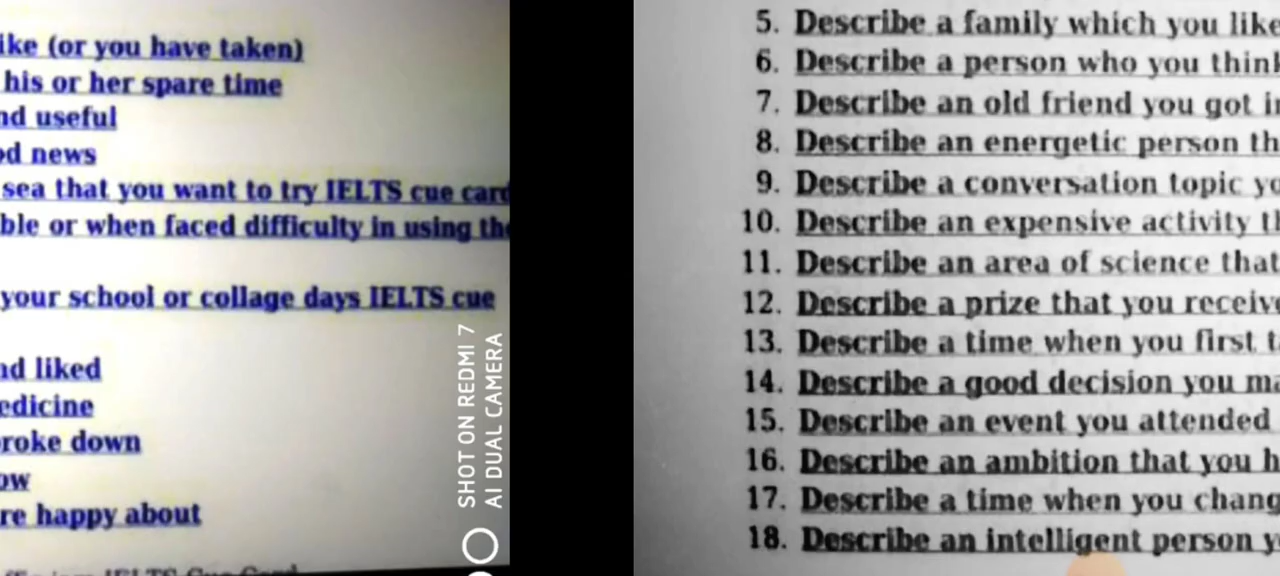 ike (or you have taken)
his or her spare time
nd useful
od news
sea that you want to try IELTS cue card
ble or when faced difficulty in using the
your school or collage days IELTS cue
nd liked
edicine
roke down
ow
re happy about
SHOT ON REDMI 7
AI DUAL CAMERA
5. Describe a family which you like
6. Describe a person who you think
7. Describe an old friend you got in
8. Describe an energetic person th
9. Describe a conversation topic yo
10. Describe an expensive activity th
11. Describe an area of science that
12. Describe a prize that you receive
13. Describe a time when you first t
14. Describe a good decision you ma
15. Describe an event you attended
16. Describe an ambition that you h
17. Describe a time when you chang
18. Describe an intelligent person y